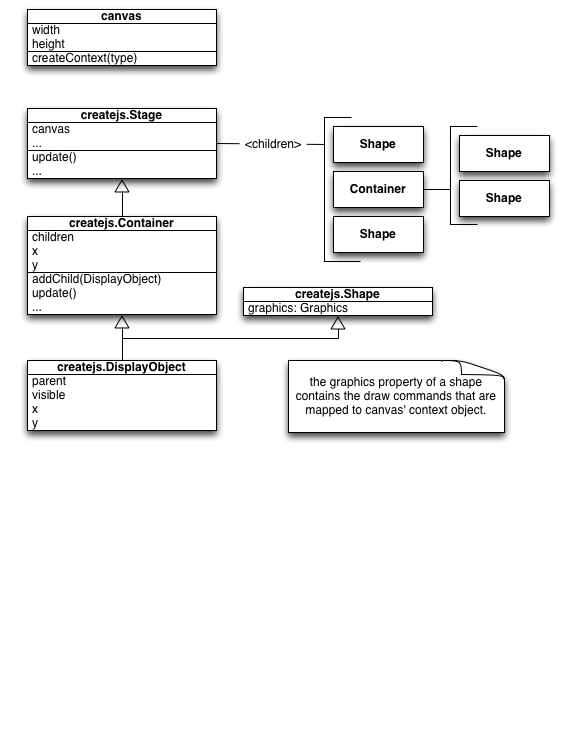 canvas
width
height
createContext(type)
createjs.Stage
canvas
...
update()
...
<children>
Shape
Container
Shape
Shape
Shape
createjs.Container
children
x
y
addChild(DisplayObject)
update()
...
createjs.Shape
graphics: Graphics
createjs.DisplayObject
parent
visible
x
y
the graphics property of a shape
contains the draw commands that are
mapped to canvas' context object.